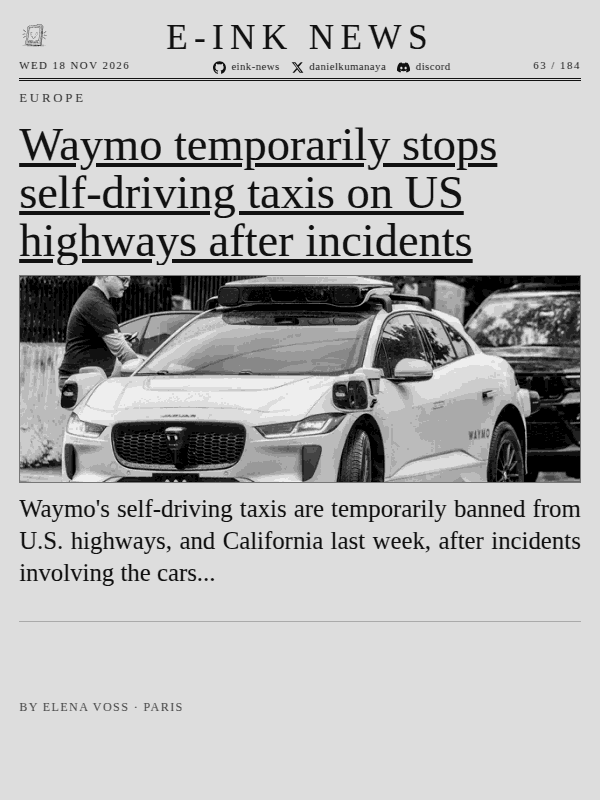 E-INK NEWS
WED 18 NOV 2026
eink-news danielkumanaya discord
63 / 184
EUROPE
Waymo temporarily stops
self-driving taxis on US
highways after incidents
JAGUAR
WAYMO
Waymo's self-driving taxis are temporarily banned from
U.S. highways, and California last week, after incidents
involving the cars...
BY ELENA VOSS · PARIS